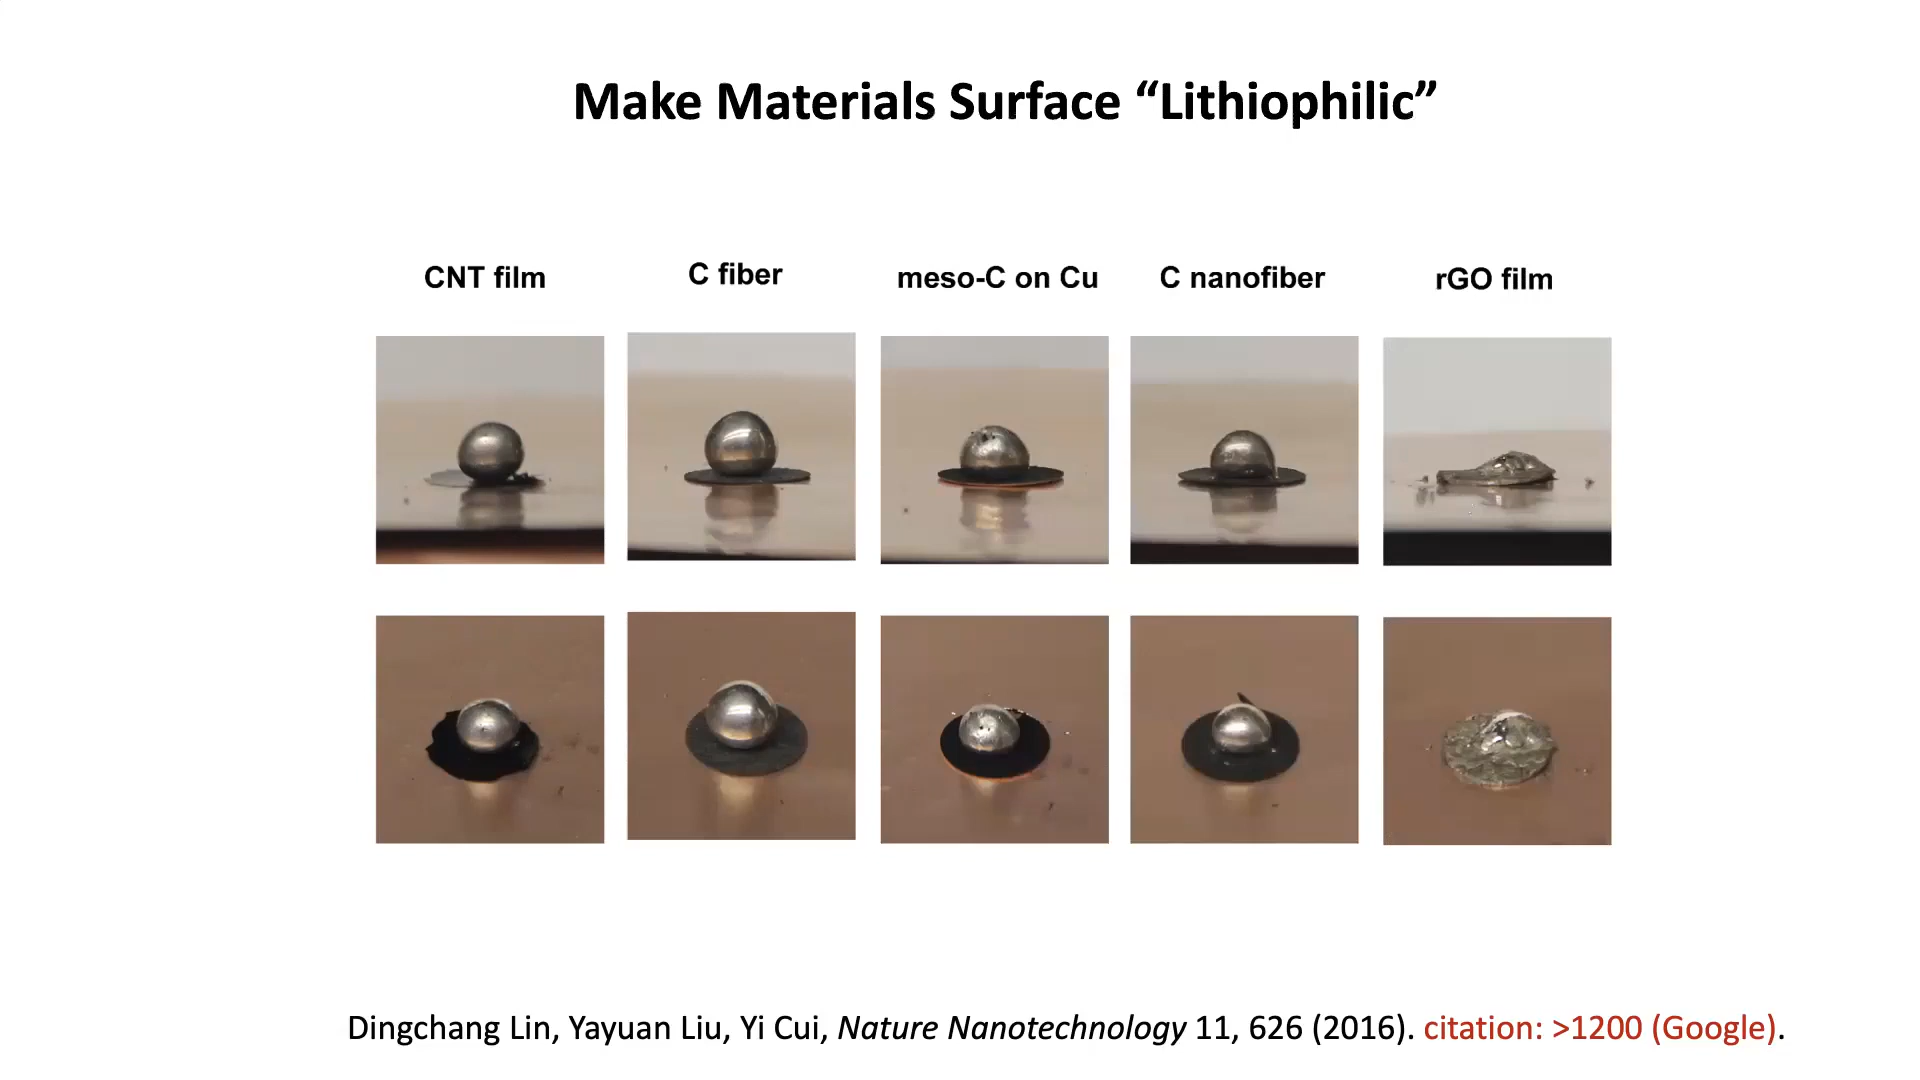 Make Materials Surface “Lithiophilic”
CNT film
C fiber
meso-C on Cu
C nanofiber
rGO film
Dingchang Lin, Yayuan Liu, Yi Cui, Nature Nanotechnology 11, 626 (2016). citation: >1200 (Google).